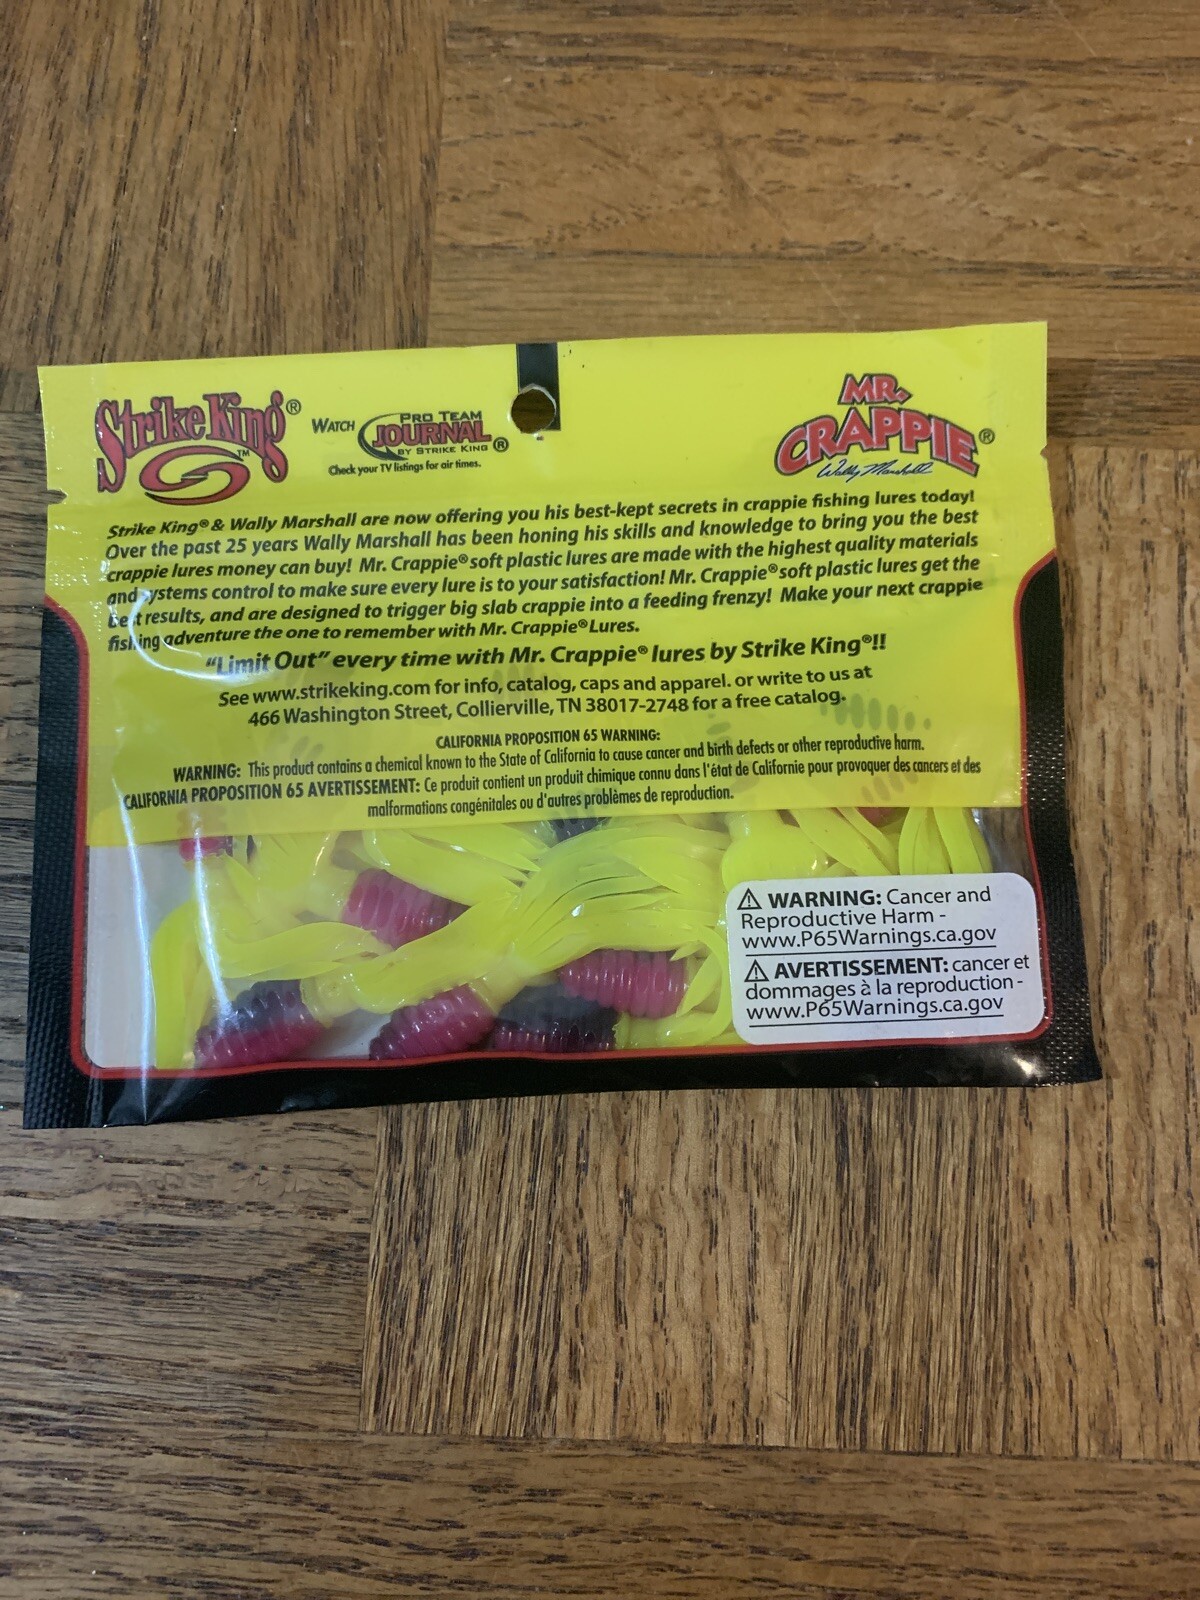 Strike King®
™
WATCH PRO TEAM JOURNAL BY STRIKE KING®
Check your TV listings for air times.
MR. CRAPPIE®
Wally Marshall
Strike King® & Wally Marshall are now offering you his best-kept secrets in crappie fishing lures today!
Over the past 25 years Wally Marshall has been honing his skills and knowledge to bring you the best
crappie lures money can buy! Mr. Crappie® soft plastic lures are made with the highest quality materials
and systems control to make sure every lure is to your satisfaction! Mr. Crappie® soft plastic lures get the
best results, and are designed to trigger big slab crappie into a feeding frenzy! Make your next crappie
fishing adventure the one to remember with Mr. Crappie® Lures.
"Limit Out" every time with Mr. Crappie® lures by Strike King®!!
See www.strikeking.com for info, catalog, caps and apparel. or write to us at
466 Washington Street, Collierville, TN 38017-2748 for a free catalog.
CALIFORNIA PROPOSITION 65 WARNING:
WARNING: This product contains a chemical known to the State of California to cause cancer and birth defects or other reproductive harm.
CALIFORNIA PROPOSITION 65 AVERTISSEMENT: Ce produit contient un produit chimique connu dans l'état de Californie pour provoquer des cancers et des
malformations congénitales ou d'autres problèmes de reproduction.
⚠ WARNING: Cancer and
Reproductive Harm -
www.P65Warnings.ca.gov
⚠ AVERTISSEMENT: cancer et
dommages à la reproduction -
www.P65Warnings.ca.gov